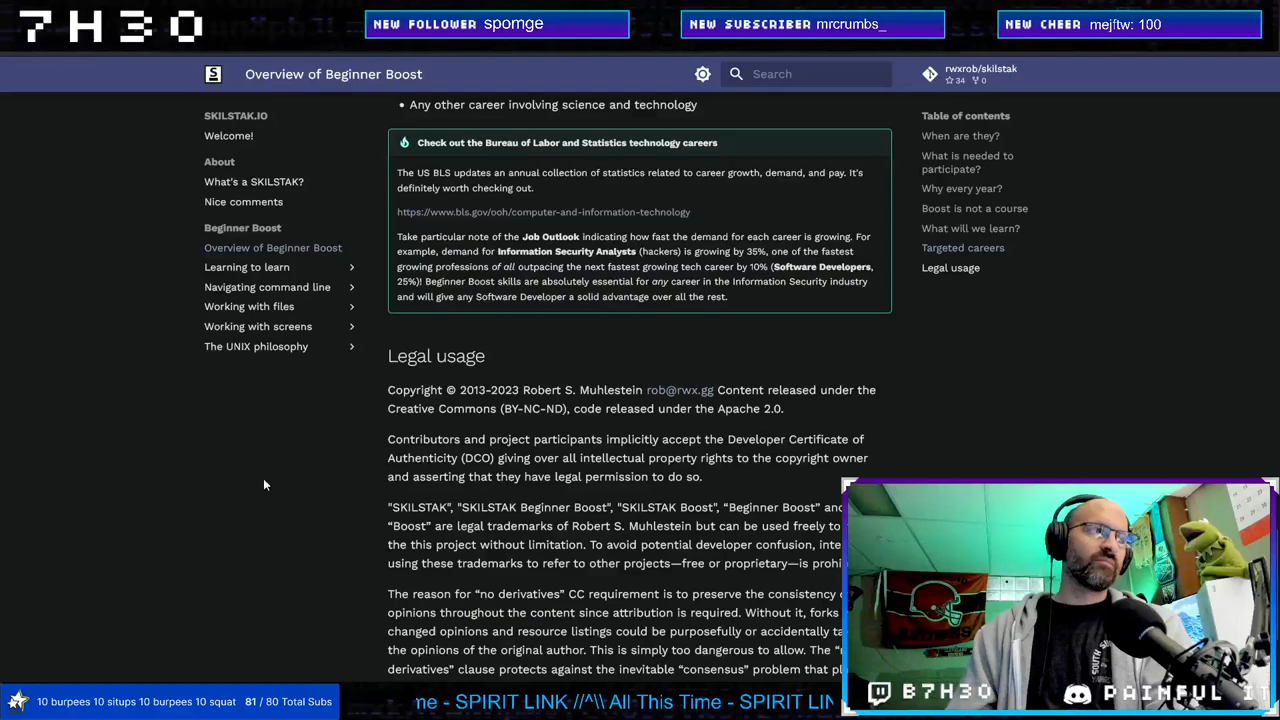 7H30
NEW FOLLOWER spomge
NEW SUBSCRIBER mrcrumbs_
NEW CHEER mejftw: 100
Overview of Beginner Boost
Search
rwxrob/skilstak
34 0
SKILSTAK.IO
Welcome!
About
What's a SKILSTAK?
Nice comments
Beginner Boost
Overview of Beginner Boost
Learning to learn
Navigating command line
Working with files
Working with screens
The UNIX philosophy
• Any other career involving science and technology
Check out the Bureau of Labor and Statistics technology careers
The US BLS updates an annual collection of statistics related to career growth, demand, and pay. It's
definitely worth checking out.
https://www.bls.gov/ooh/computer-and-information-technology
Take particular note of the Job Outlook indicating how fast the demand for each career is growing. For
example, demand for Information Security Analysts (hackers) is growing by 35%, one of the fastest
growing professions of all outpacing the next fastest growing tech career by 10% (Software Developers,
25%)! Beginner Boost skills are absolutely essential for any career in the Information Security industry
and will give any Software Developer a solid advantage over all the rest.
Legal usage
Copyright © 2013-2023 Robert S. Muhlestein rob@rwx.gg Content released under the
Creative Commons (BY-NC-ND), code released under the Apache 2.0.
Contributors and project participants implicitly accept the Developer Certificate of
Authenticity (DCO) giving over all intellectual property rights to the copyright owner
and asserting that they have legal permission to do so.
"SKILSTAK", "SKILSTAK Beginner Boost", "SKILSTAK Boost", “Beginner Boost” and
“Boost” are legal trademarks of Robert S. Muhlestein but can be used freely to
the this project without limitation. To avoid potential developer confusion, inte
using these trademarks to refer to other projects—free or proprietary—is prohi
The reason for “no derivatives” CC requirement is to preserve the consistency
opinions throughout the content since attribution is required. Without it, forks
changed opinions and resource listings could be purposefully or accidentally ta
the opinions of the original author. This is simply too dangerous to allow. The
derivatives” clause protects against the inevitable “consensus” problem that pl
Table of contents
When are they?
What is needed to
participate?
Why every year?
Boost is not a course
What will we learn?
Targeted careers
Legal usage
B7H30
PAINFUL IT
10 burpees 10 situps 10 burpees 10 squat 81 / 80 Total Subs
me - SPIRIT LINK //^\\ All This Time - SPIRIT LIN